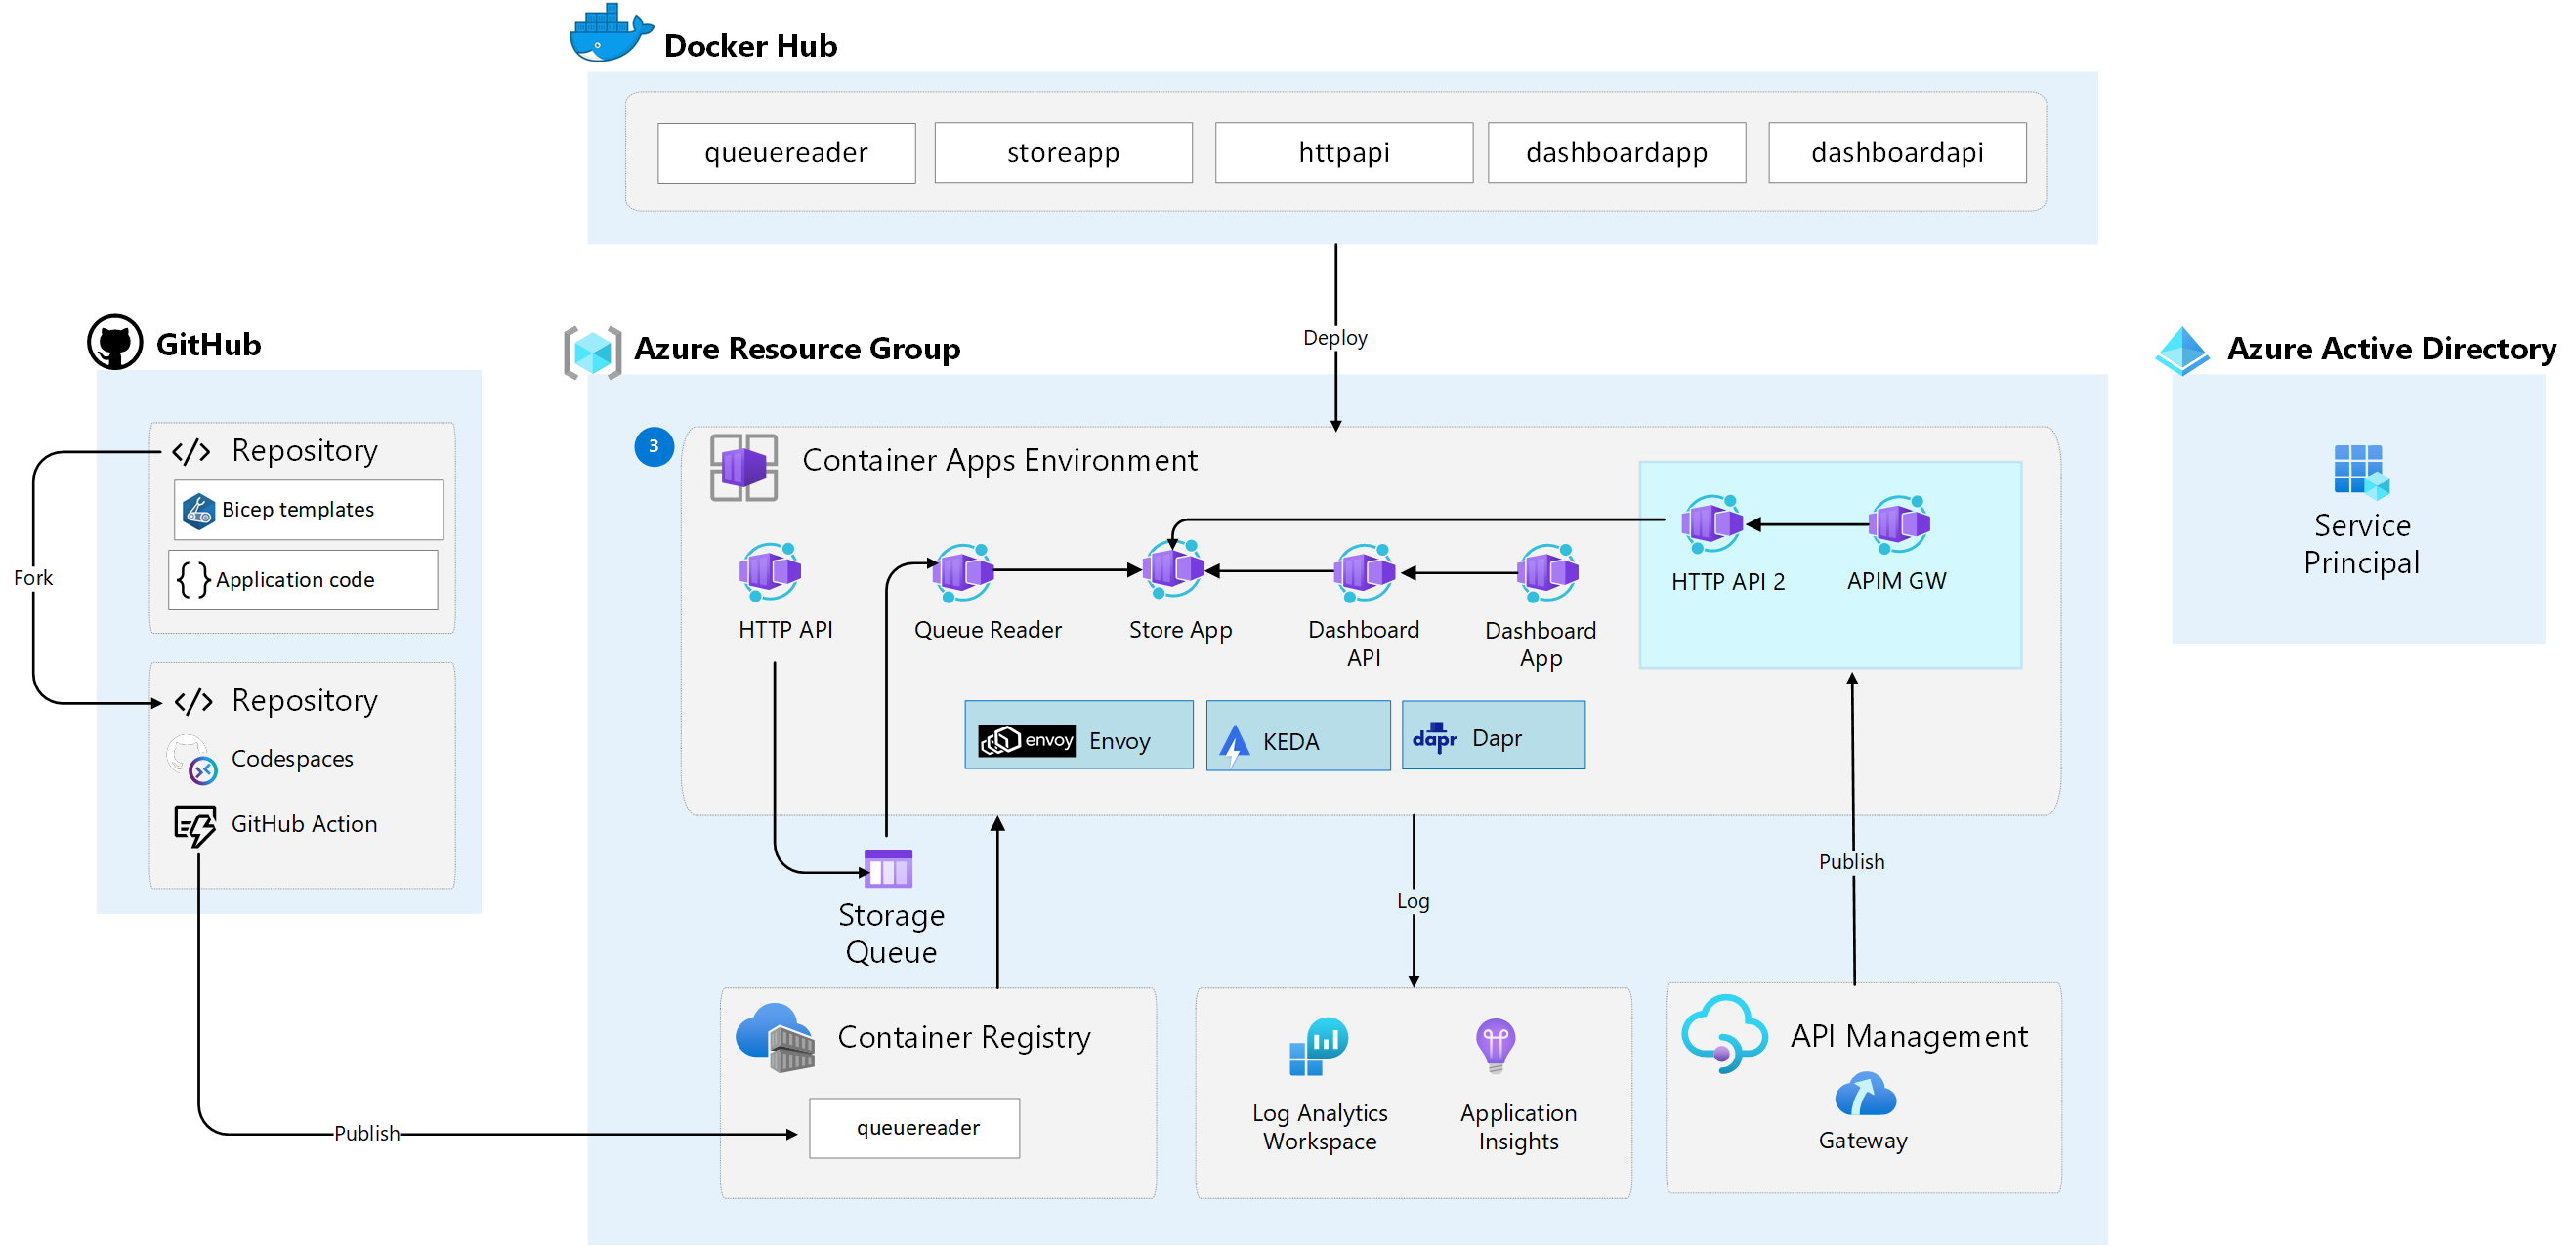 Docker Hub
queuereader
storeapp
httpapi
dashboardapp
dashboardapi
Deploy
GitHub
Repository
Bicep templates
Application code
Fork
Repository
Codespaces
GitHub Action
Publish
Azure Resource Group
3
Container Apps Environment
HTTP API
Queue Reader
Store App
Dashboard
API
Dashboard
App
HTTP API 2
APIM GW
envoy
Envoy
KEDA
dapr
Dapr
Storage
Queue
Log
Publish
Container Registry
queuereader
Log Analytics
Workspace
Application
Insights
API Management
Gateway
Azure Active Directory
Service
Principal